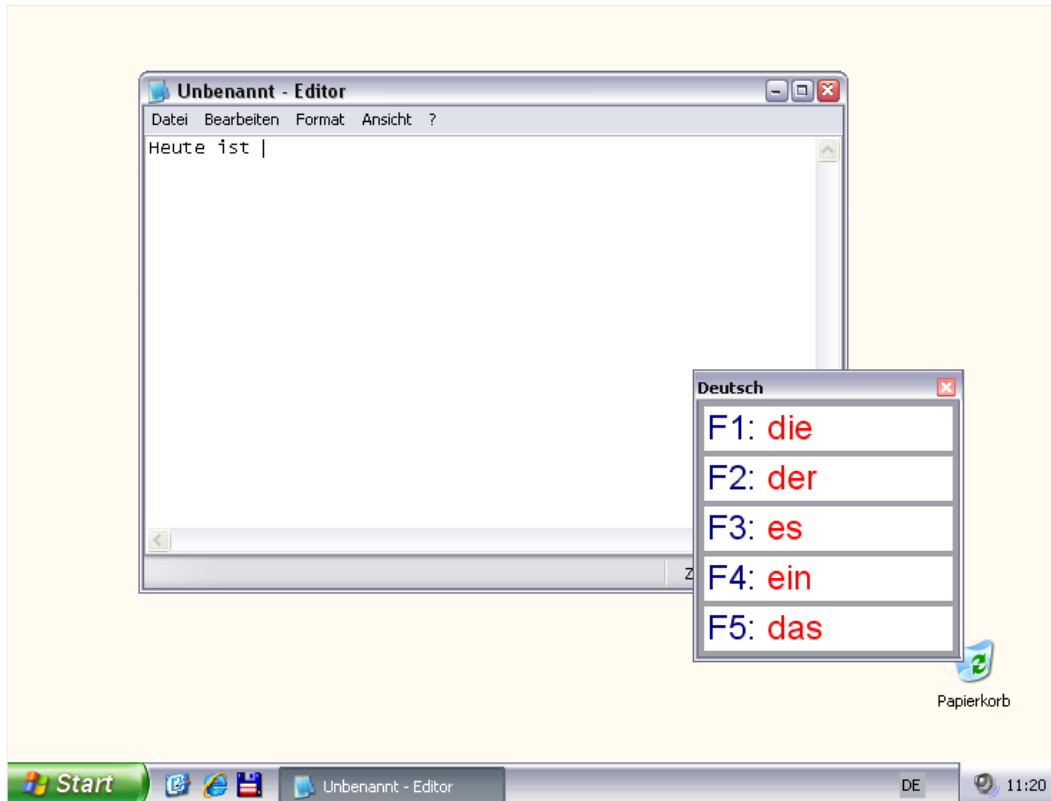 Unbenannt - Editor
Datei Bearbeiten Format Ansicht ?
Heute ist
Deutsch
F1: die
F2: der
F3: es
F4: ein
F5: das
Z
Papierkorb
Start
Unbenannt - Editor
DE
11:20